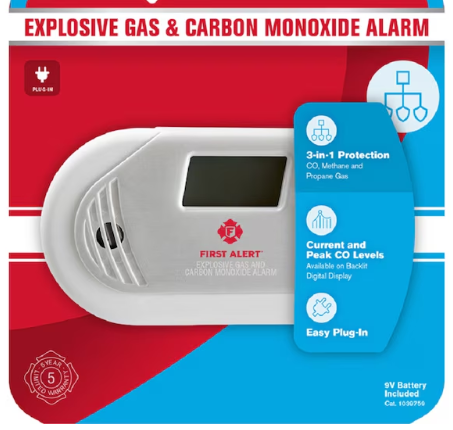 EXPLOSIVE GAS & CARBON MONOXIDE ALARM
PLUG-IN
3-in-1 Protection
CO, Methane and
Propane Gas
Current and
Peak CO Levels
Available on Backlit
Digital Display
FIRST ALERT
EXPLOSIVE GAS AND
CARBON MONOXIDE ALARM
Easy Plug-In
5 YEAR
5
LIMITED WARRANTY
9V Battery
Included